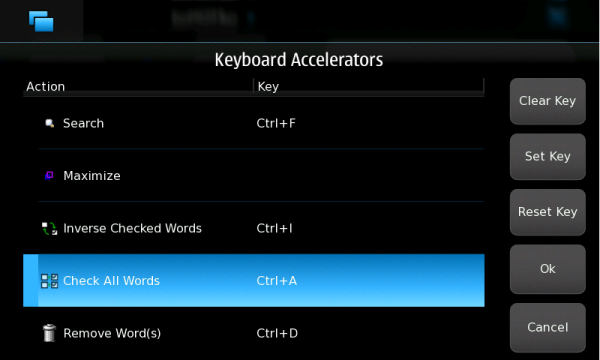 Keyboard Accelerators
Action Key
Search Ctrl+F
Maximize
Inverse Checked Words Ctrl+I
Check All Words Ctrl+A
Remove Word(s) Ctrl+D
Clear Key
Set Key
Reset Key
Ok
Cancel